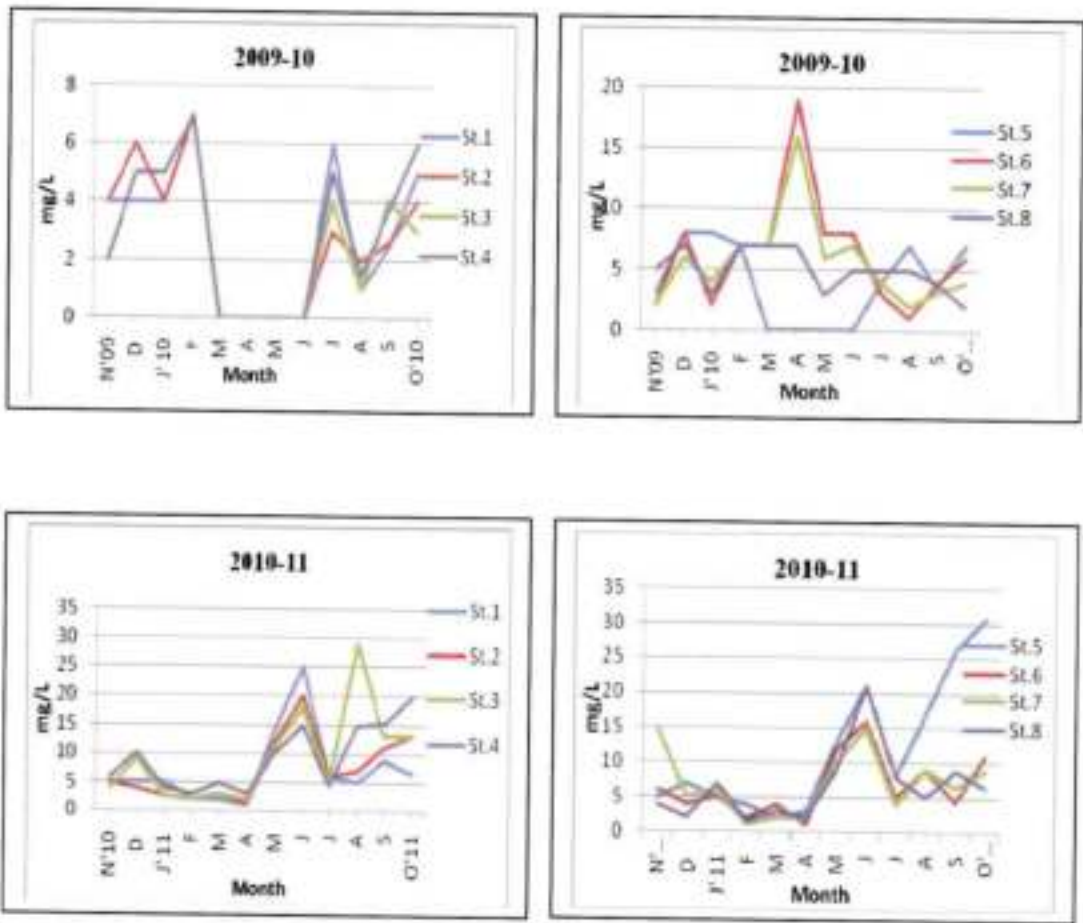 2009-10
8
6
4
2
0
mg/L
N'09
D
J'10
F
M
A
M
J
J
A
S
O'10
Month
St.1
St.2
St.3
St.4
2009-10
20
15
10
5
0
mg/L
N'09
D
J'10
F
M
A
M
J
J
A
S
O'...
Month
St.5
St.6
St.7
St.8
2010-11
35
30
25
20
15
10
5
0
mg/L
N'10
D
J'11
F
M
A
M
J
J
A
S
O'11
Month
St.1
St.2
St.3
St.4
2010-11
35
30
25
20
15
10
5
0
mg/L
N'...
D
J'11
F
M
A
M
J
J
A
S
O'...
Month
St.5
St.6
St.7
St.8